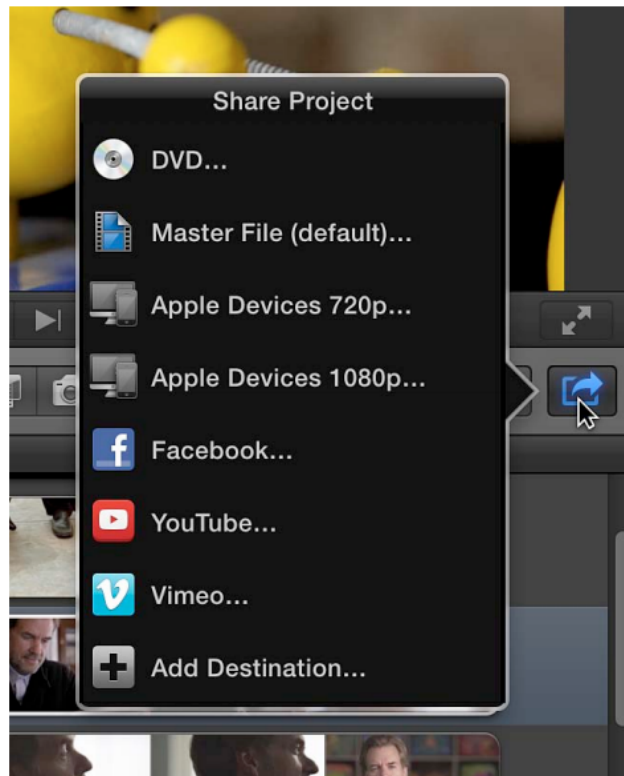 Share Project
DVD...
Master File (default)...
Apple Devices 720p...
Apple Devices 1080p...
Facebook...
YouTube...
Vimeo...
Add Destination...